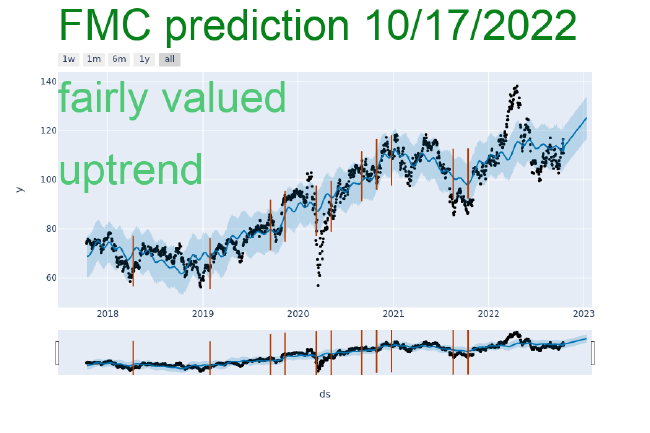 FMC prediction 10/17/2022
1w 1m 6m 1y all
fairly valued
uptrend
y
140
120
100
80
60
2018 2019 2020 2021 2022 2023
ds